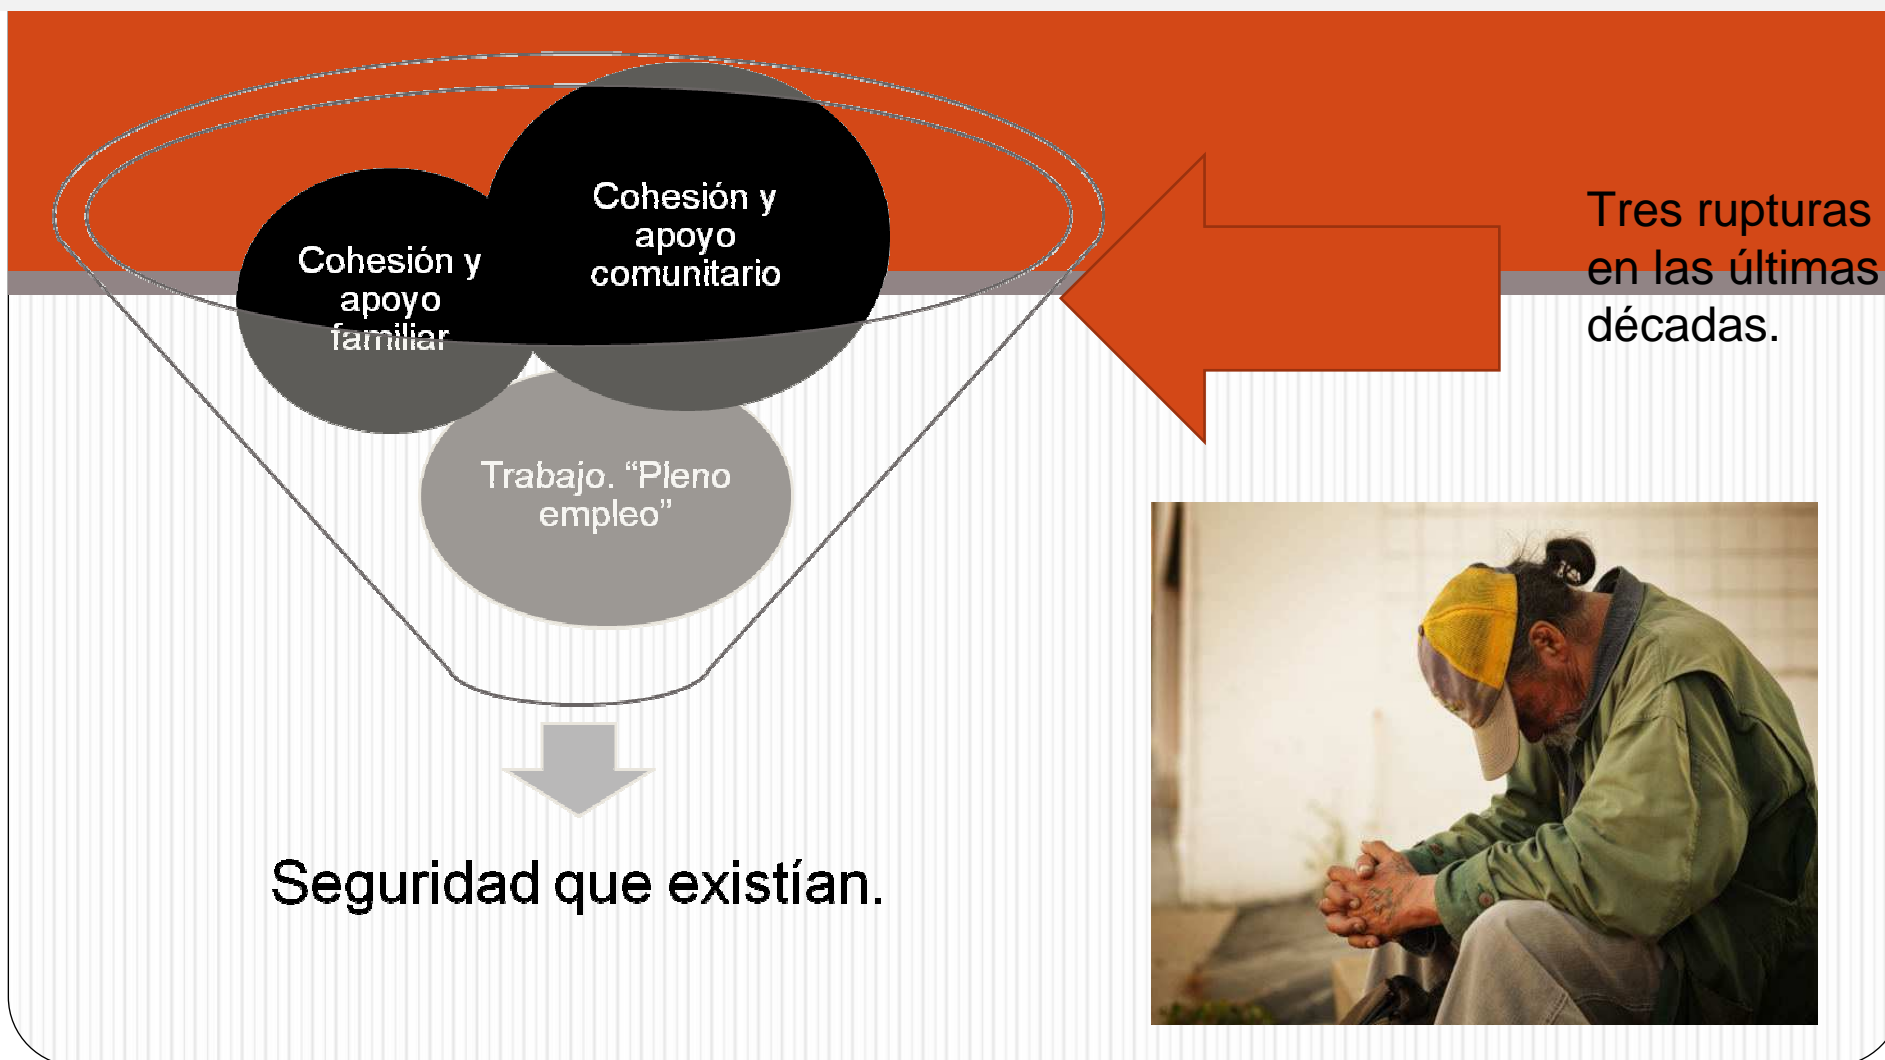 Cohesión y
apoyo
comunitario
Cohesión y
apoyo
familiar
Trabajo. “Pleno
empleo”
Seguridad que existían.
Tres rupturas
en las últimas
décadas.